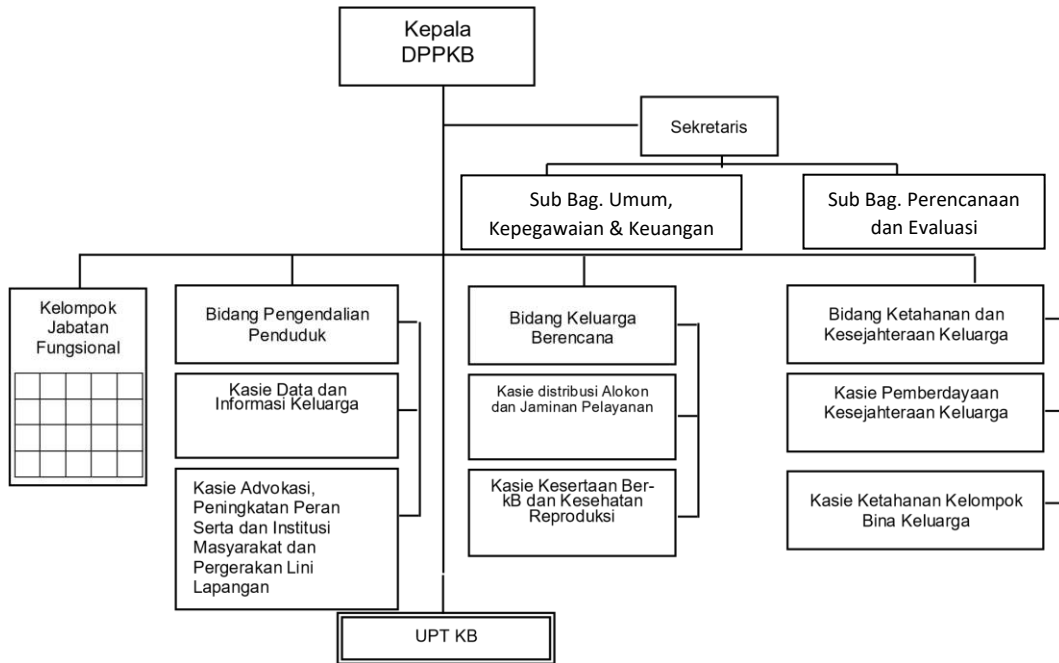 Kepala
DPPKB
Sekretaris
Sub Bag. Umum,
Kepegawaian & Keuangan
Sub Bag. Perencanaan
dan Evaluasi
Kelompok
Jabatan
Fungsional
Bidang Pengendalian
Penduduk
Kasie Data dan
Informasi Keluarga
Kasie Advokasi,
Peningkatan Peran
Serta dan Institusi
Masyarakat dan
Pergerakan Lini
Lapangan
Bidang Keluarga
Berencana
Kasie distribusi Alokon
dan Jaminan Pelayanan
Kasie Kesertaan Ber-
kB dan Kesehatan
Reproduksi
Bidang Ketahanan dan
Kesejahteraan Keluarga
Kasie Pemberdayaan
Kesejahteraan Keluarga
Kasie Ketahanan Kelompok
Bina Keluarga
UPT KB